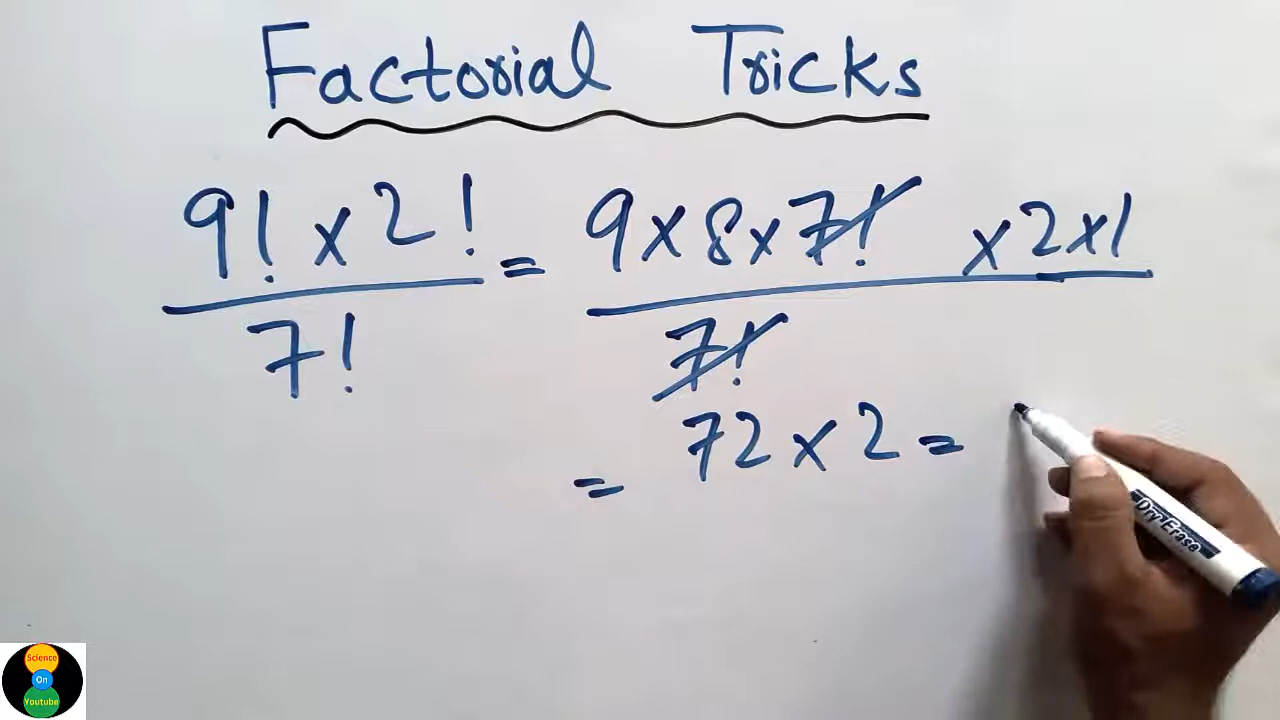 Factorial Tricks
9! x 2! = 9 x 8 x 7! x 2 x 1
7! 7!
= 72 x 2 =
Dry Erase
Science
On
Youtube